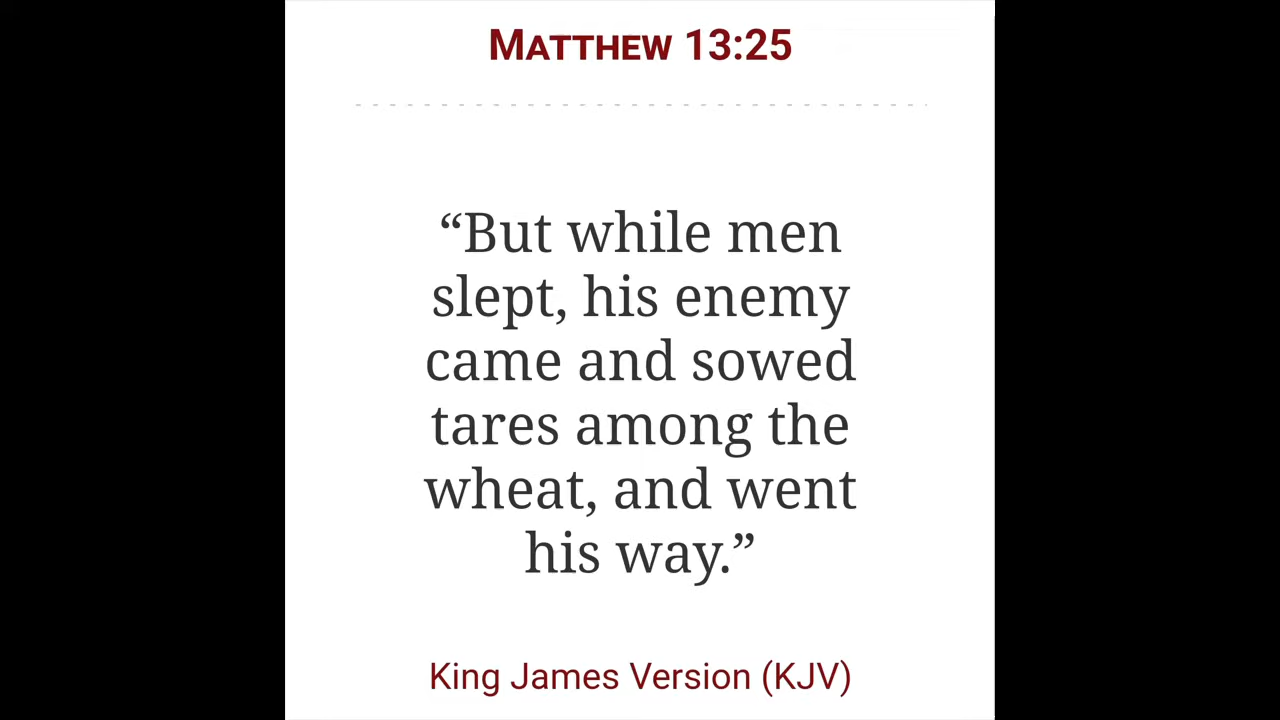 Matthew 13:25
“But while men
slept, his enemy
came and sowed
tares among the
wheat, and went
his way.”
King James Version (KJV)